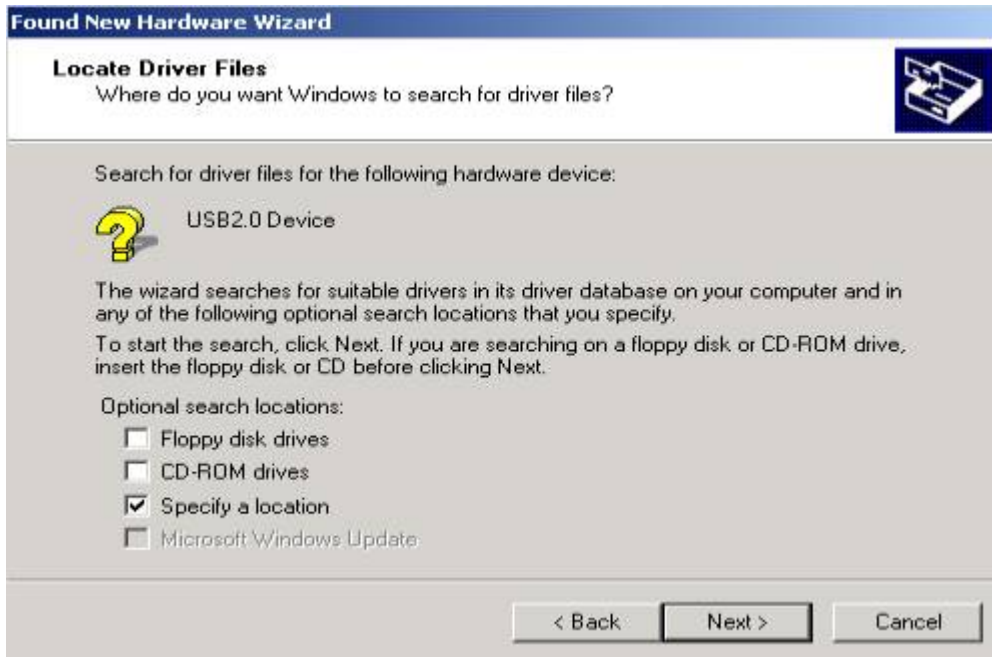 Found New Hardware Wizard
Locate Driver Files
Where do you want Windows to search for driver files?
Search for driver files for the following hardware device:
USB2.0 Device
The wizard searches for suitable drivers in its driver database on your computer and in
any of the following optional search locations that you specify.
To start the search, click Next. If you are searching on a floppy disk or CD-ROM drive,
insert the floppy disk or CD before clicking Next.
Optional search locations:
Floppy disk drives
CD-ROM drives
Specify a location
Microsoft Windows Update
< Back Next > Cancel